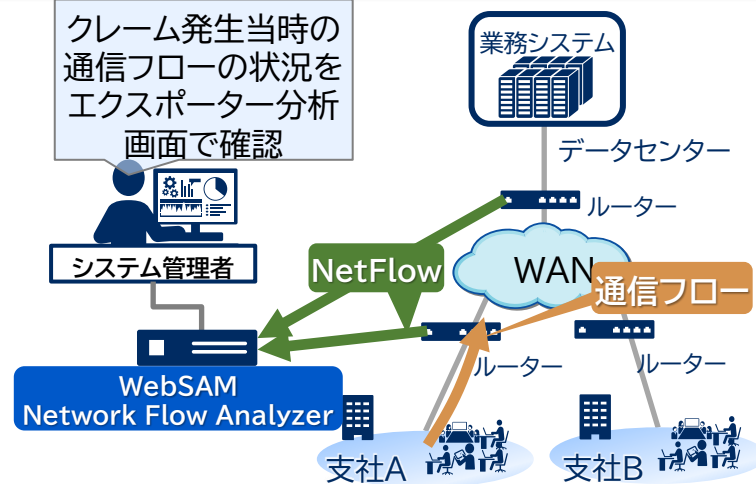 クレーム発生当時の
通信フローの状況を
エクスポーター分析
画面で確認
業務システム
データセンター
ルーター
システム管理者
NetFlow
WAN
通信フロー
ルーター
ルーター
WebSAM
Network Flow Analyzer
支社A
支社B